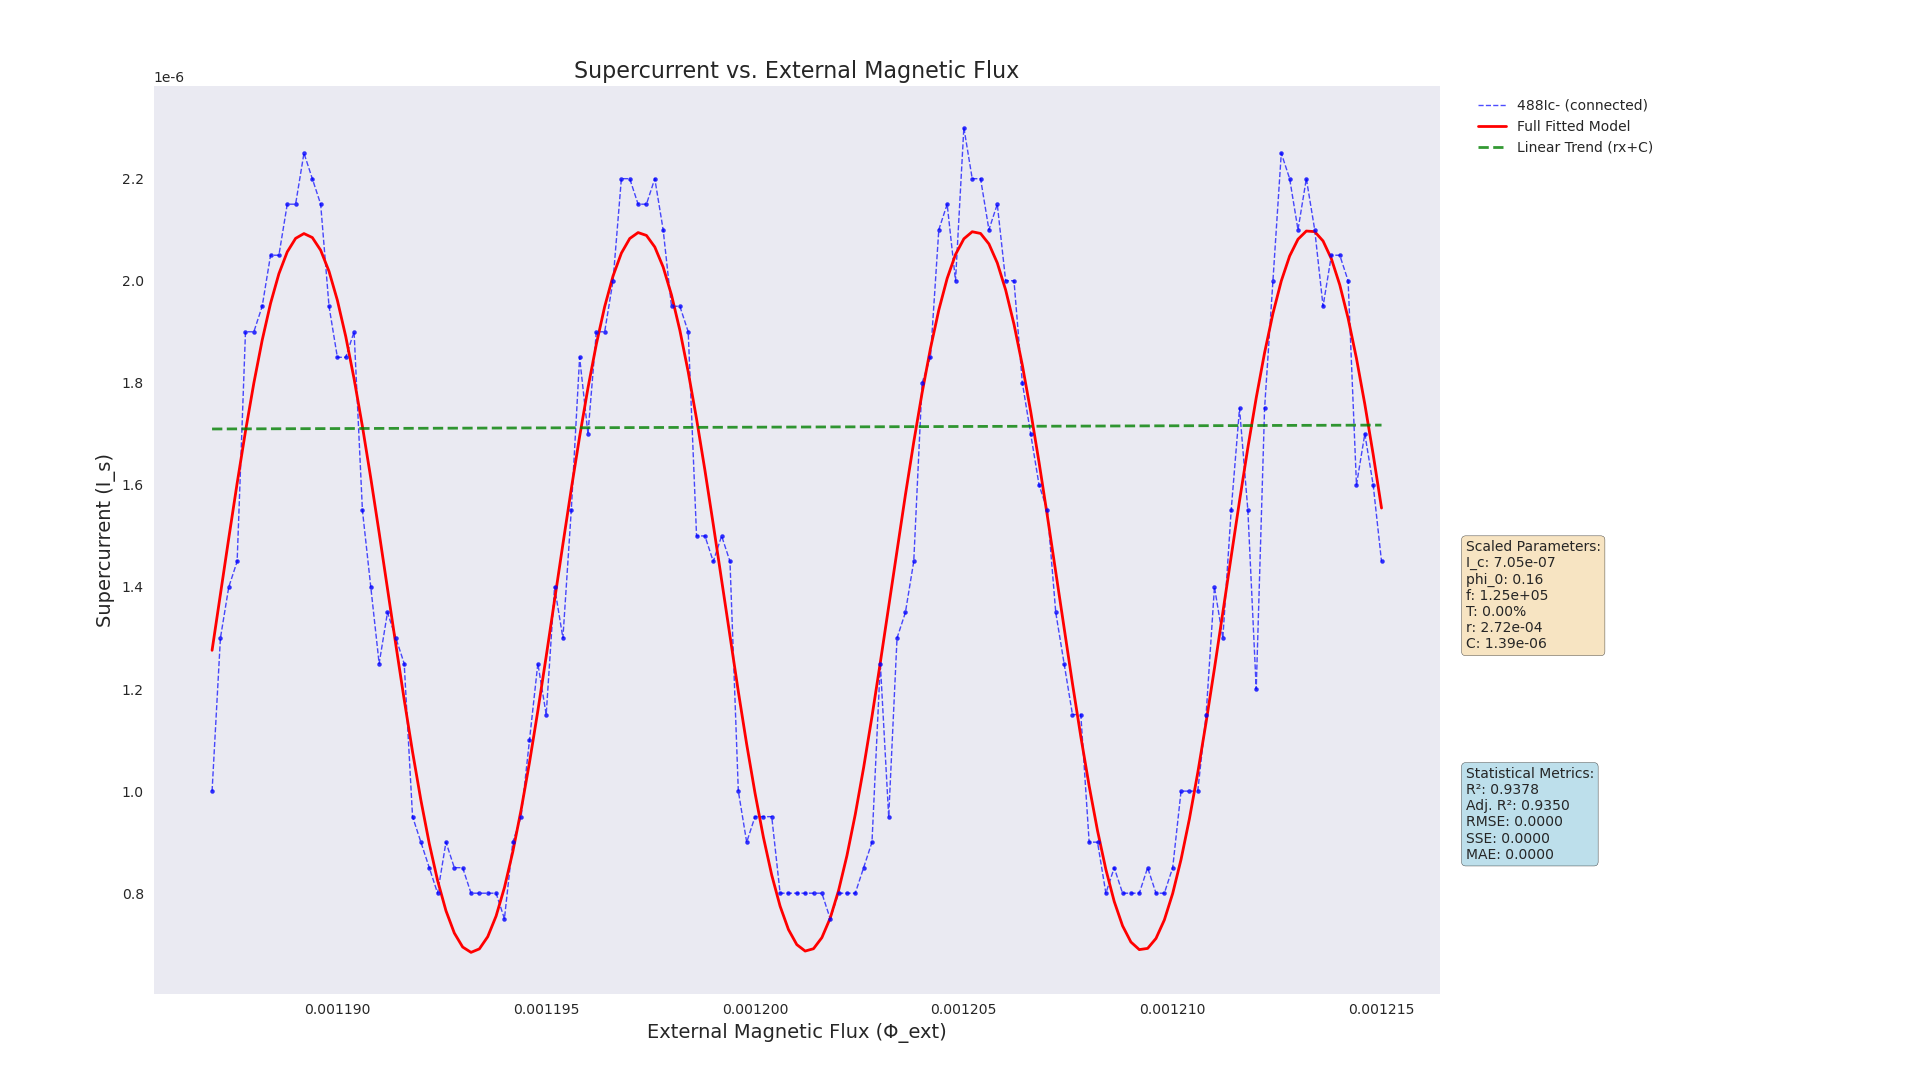 Supercurrent vs. External Magnetic Flux
1e-6
2.2
2.0
1.8
1.6
1.4
1.2
1.0
0.8
Supercurrent (I_s)
0.001190 0.001195 0.001200 0.001205 0.001210 0.001215
External Magnetic Flux (Φ_ext)
488Ic- (connected)
Full Fitted Model
Linear Trend (rx+C)
Scaled Parameters:
I_c: 7.05e-07
phi_0: 0.16
f: 1.25e+05
T: 0.00%
r: 2.72e-04
C: 1.39e-06
Statistical Metrics:
R²: 0.9378
Adj. R²: 0.9350
RMSE: 0.0000
SSE: 0.0000
MAE: 0.0000